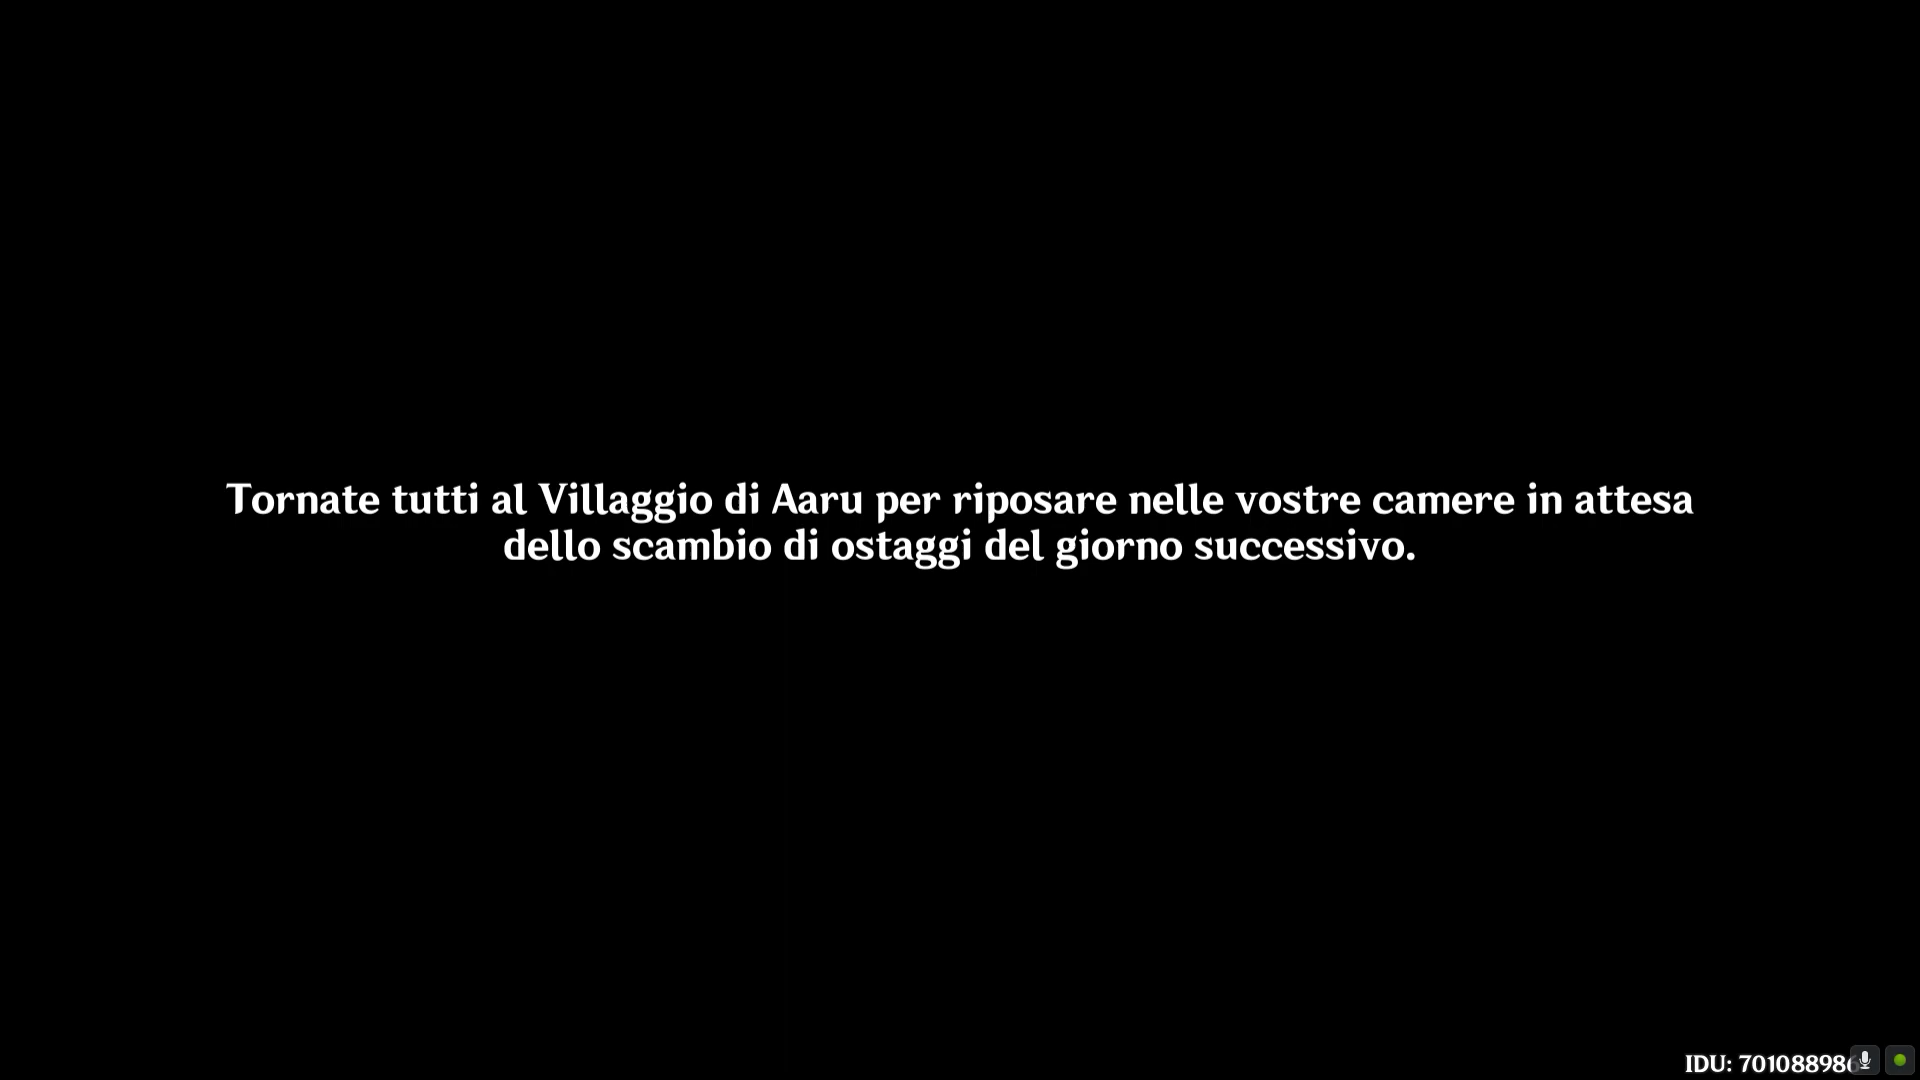 Tornate tutti al Villaggio di Aaru per riposare nelle vostre camere in attesa
dello scambio di ostaggi del giorno successivo.
IDU: